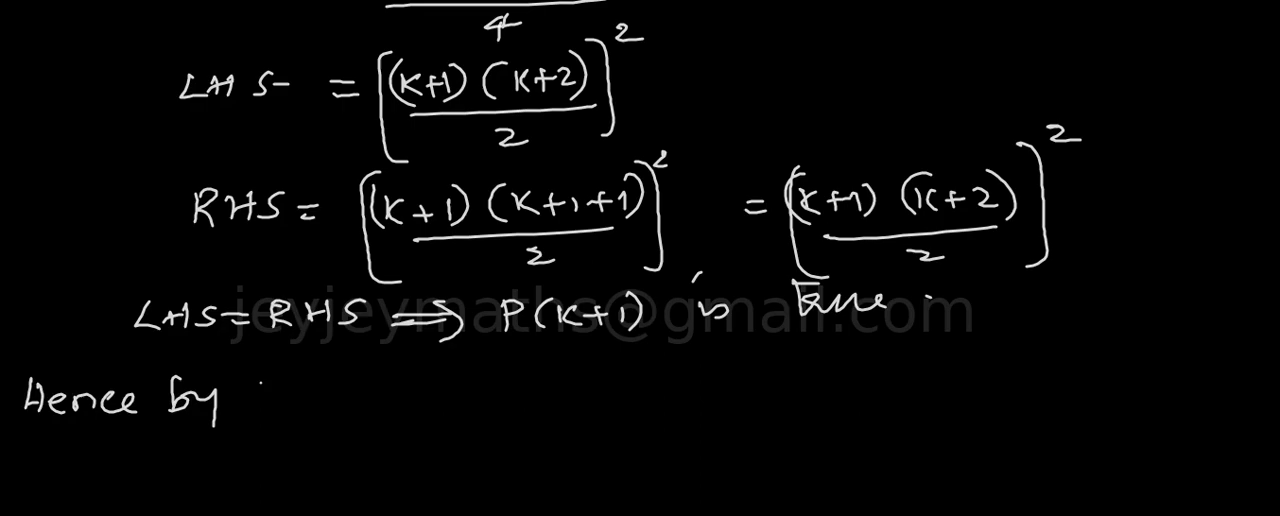 4
LHS = [(k+1)(k+2)/2]^2
RHS = [(k+1)(k+1+1)/2]^2 = [(k+1)(k+2)/2]^2
LHS = RHS ⟹ P(k+1) is true.
jeyjeymaths@gmail.com
Hence by